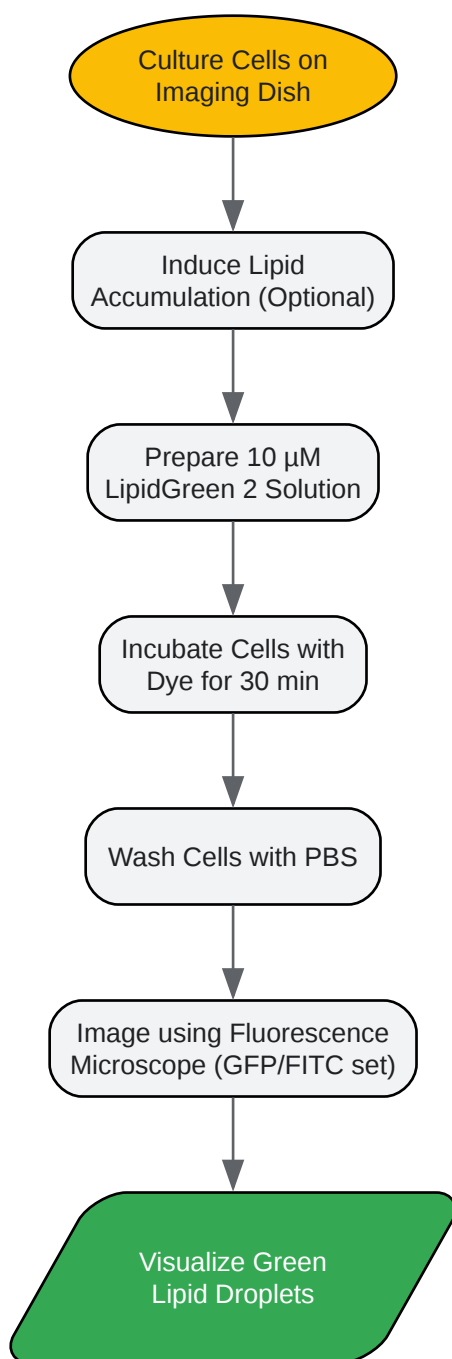 Culture Cells on
Imaging Dish
Induce Lipid
Accumulation (Optional)
Prepare 10 µM
LipidGreen 2 Solution
Incubate Cells with
Dye for 30 min
Wash Cells with PBS
Image using Fluorescence
Microscope (GFP/FITC set)
Visualize Green
Lipid Droplets